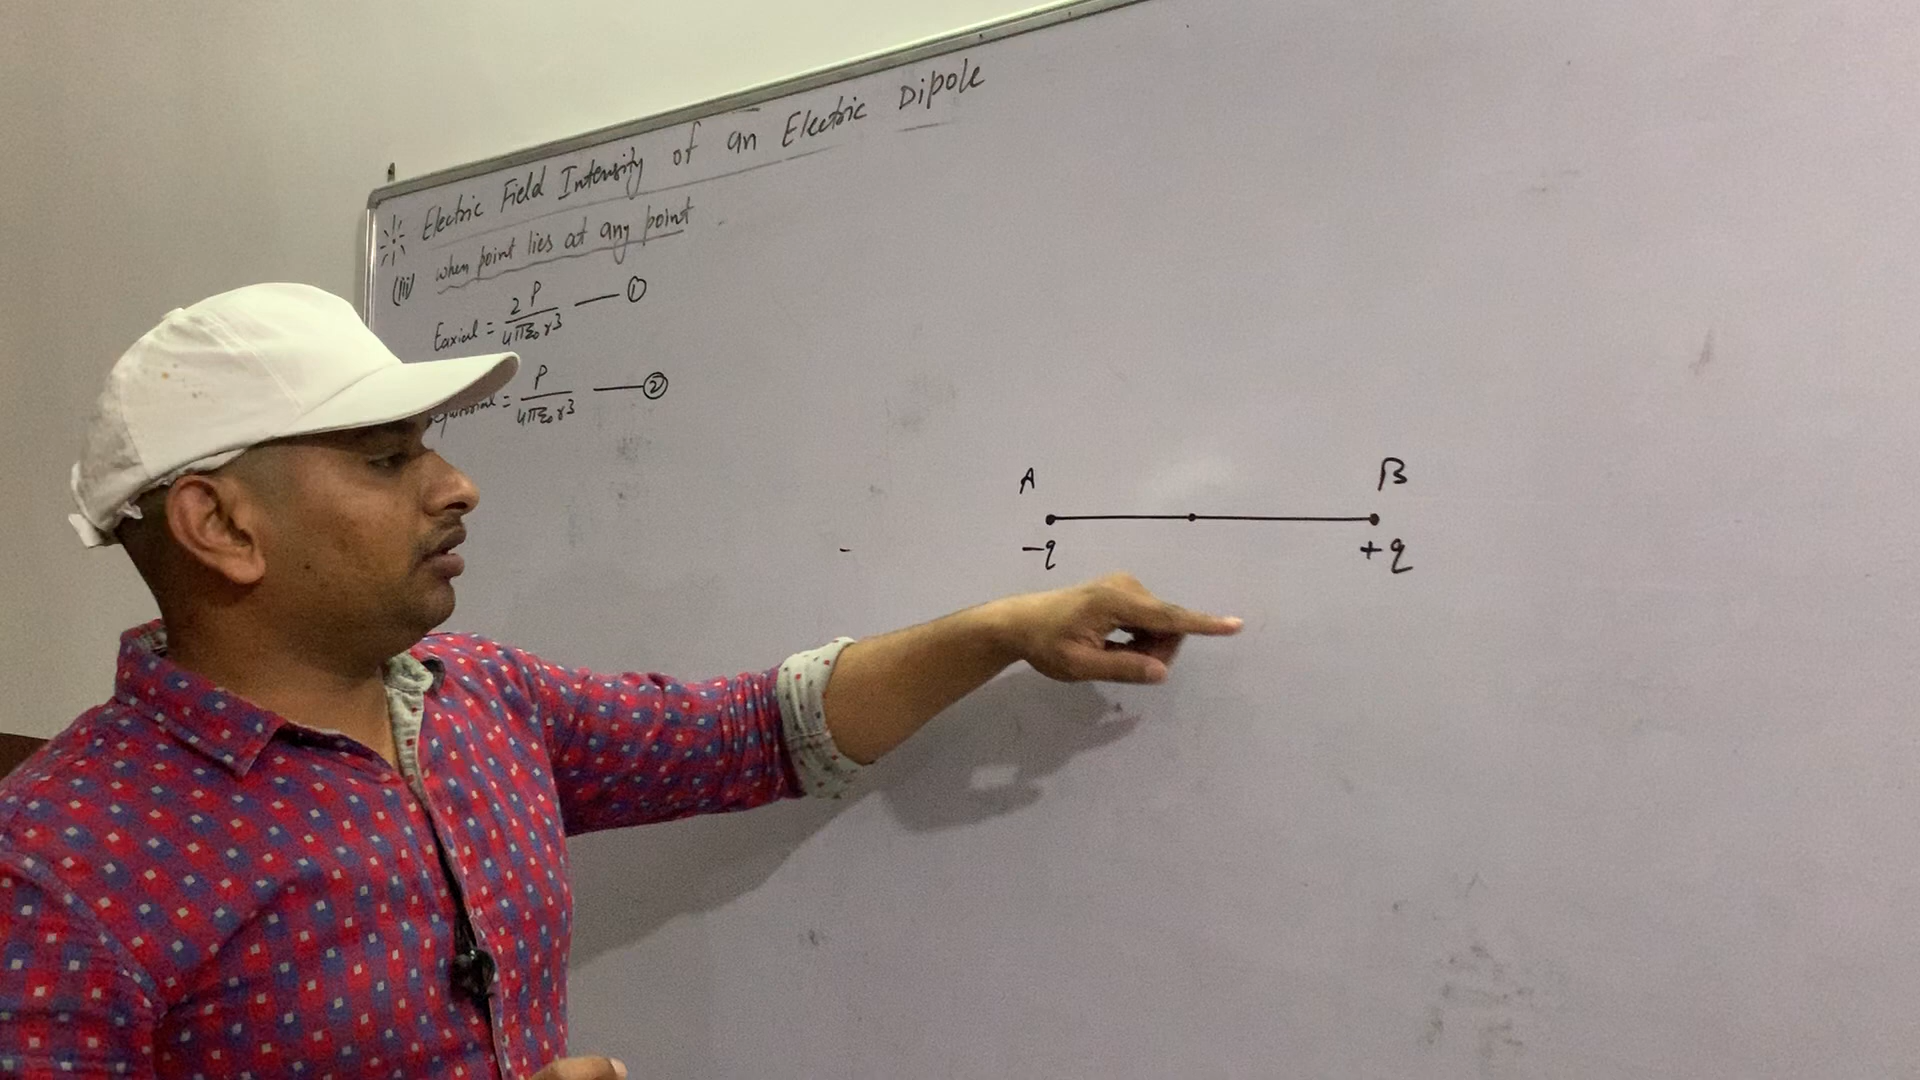 Electric Field Intensity of an Electric Dipole
(iii) when point lies at any point
Eaxial = 2P / 4πε₀r³ — ①
= P / 4πε₀r³ — ②
A B
-q +q